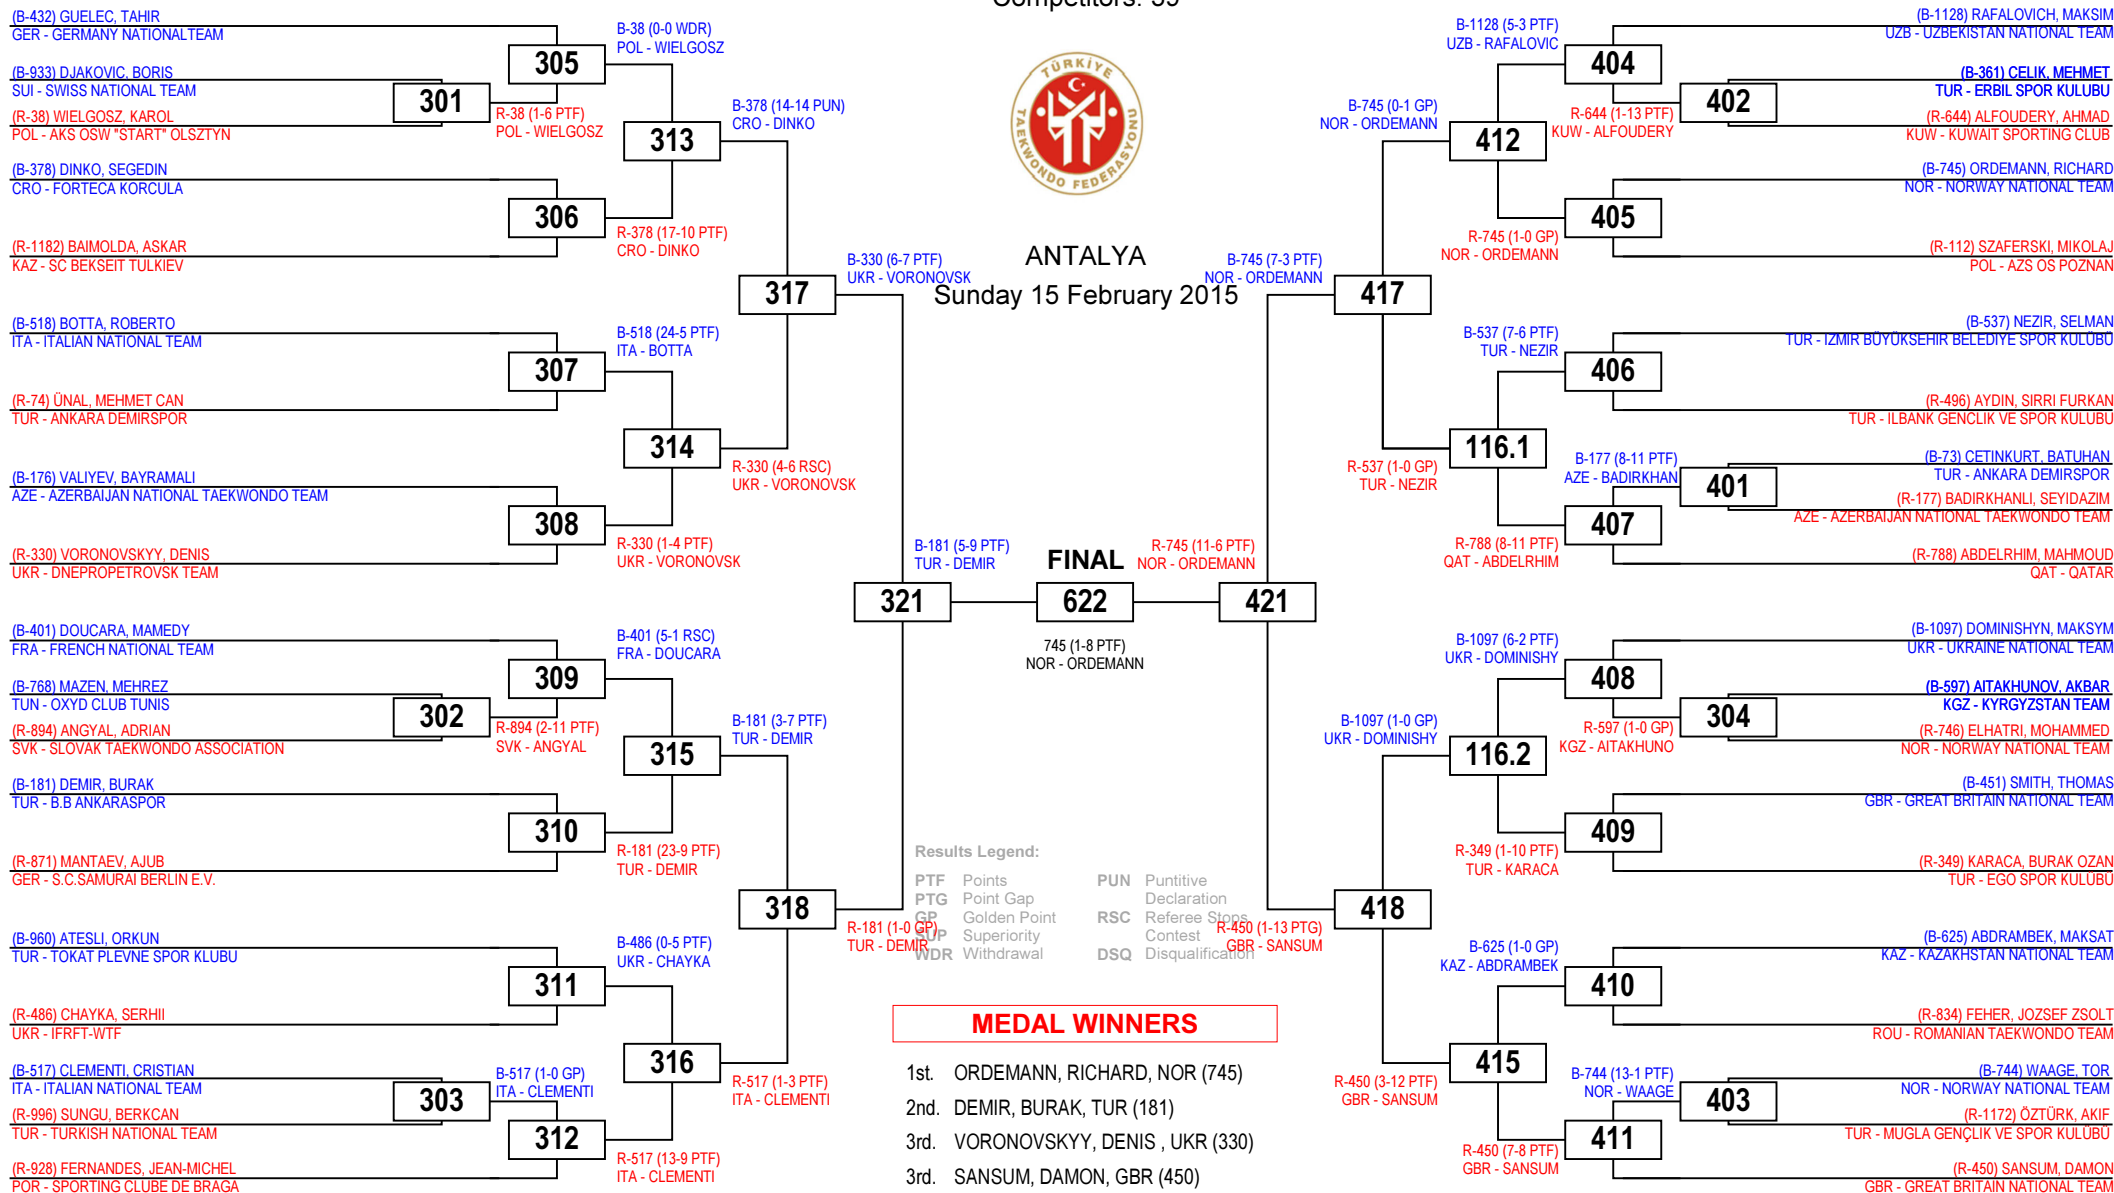 Competitors: 39
TÜRKİYE
TAEKWONDO FEDERASYONU
ANTALYA
Sunday 15 February 2015
(B-432) GUELEC, TAHIR
GER - GERMANY NATIONALTEAM
(B-933) DJAKOVIC, BORIS
SUI - SWISS NATIONAL TEAM
(R-38) WIELGOSZ, KAROL
POL - AKS OSW "START" OLSZTYN
(B-378) DINKO, SEGEDIN
CRO - FORTECA KORCULA
(R-1182) BAIMOLDA, ASKAR
KAZ - SC BEKSEIT TULKIEV
(B-518) BOTTA, ROBERTO
ITA - ITALIAN NATIONAL TEAM
(R-74) ÜNAL, MEHMET CAN
TUR - ANKARA DEMIRSPOR
(B-176) VALIYEV, BAYRAMALI
AZE - AZERBAIJAN NATIONAL TAEKWONDO TEAM
(R-330) VORONOVSKYY, DENIS
UKR - DNEPROPETROVSK TEAM
(B-401) DOUCARA, MAMEDY
FRA - FRENCH NATIONAL TEAM
(B-768) MAZEN, MEHREZ
TUN - OXYD CLUB TUNIS
(R-894) ANGYAL, ADRIAN
SVK - SLOVAK TAEKWONDO ASSOCIATION
(B-181) DEMIR, BURAK
TUR - B.B ANKARASPOR
(R-871) MANTAEV, AJUB
GER - S.C.SAMURAI BERLIN E.V.
(B-960) ATESLI, ORKUN
TUR - TOKAT PLEVNE SPOR KLUBU
(R-486) CHAYKA, SERHII
UKR - IFRFT-WTF
(B-517) CLEMENTI, CRISTIAN
ITA - ITALIAN NATIONAL TEAM
(R-996) SUNGU, BERKCAN
TUR - TURKISH NATIONAL TEAM
(R-928) FERNANDES, JEAN-MICHEL
POR - SPORTING CLUBE DE BRAGA
301
R-38 (1-6 PTF)
POL - WIELGOSZ
302
R-894 (2-11 PTF)
SVK - ANGYAL
303
B-517 (1-0 GP)
ITA - CLEMENTI
305
B-38 (0-0 WDR)
POL - WIELGOSZ
306
R-378 (17-10 PTF)
CRO - DINKO
307
B-518 (24-5 PTF)
ITA - BOTTA
308
R-330 (1-4 PTF)
UKR - VORONOVSK
309
B-401 (5-1 RSC)
FRA - DOUCARA
310
R-181 (23-9 PTF)
TUR - DEMIR
311
B-486 (0-5 PTF)
UKR - CHAYKA
312
R-517 (13-9 PTF)
ITA - CLEMENTI
313
B-378 (14-14 PUN)
CRO - DINKO
314
R-330 (4-6 RSC)
UKR - VORONOVSK
315
B-181 (3-7 PTF)
TUR - DEMIR
316
R-517 (1-3 PTF)
ITA - CLEMENTI
317
B-330 (6-7 PTF)
UKR - VORONOVSK
318
R-181 (1-0 GP)
TUR - DEMIR
321
B-181 (5-9 PTF)
TUR - DEMIR
FINAL
622
745 (1-8 PTF)
NOR - ORDEMANN
R-745 (11-6 PTF)
NOR - ORDEMANN
421
B-745 (7-3 PTF)
NOR - ORDEMANN
417
R-450 (1-13 PTG)
GBR - SANSUM
418
B-745 (0-1 GP)
NOR - ORDEMANN
412
R-537 (1-0 GP)
TUR - NEZIR
116.1
B-1097 (1-0 GP)
UKR - DOMINISHY
116.2
R-450 (3-12 PTF)
GBR - SANSUM
415
B-1128 (5-3 PTF)
UZB - RAFALOVIC
404
R-745 (1-0 GP)
NOR - ORDEMANN
405
B-537 (7-6 PTF)
TUR - NEZIR
406
R-788 (8-11 PTF)
QAT - ABDELRHIM
407
B-1097 (6-2 PTF)
UKR - DOMINISHY
408
R-349 (1-10 PTF)
TUR - KARACA
409
B-625 (1-0 GP)
KAZ - ABDRAMBEK
410
R-450 (7-8 PTF)
GBR - SANSUM
411
R-644 (1-13 PTF)
KUW - ALFOUDERY
402
B-177 (8-11 PTF)
AZE - BADIRKHAN
401
R-597 (1-0 GP)
KGZ - AITAKHUNO
304
B-744 (13-1 PTF)
NOR - WAAGE
403
(B-1128) RAFALOVICH, MAKSIM
UZB - UZBEKISTAN NATIONAL TEAM
(B-361) CELIK, MEHMET
TUR - ERBIL SPOR KULUBU
(R-644) ALFOUDERY, AHMAD
KUW - KUWAIT SPORTING CLUB
(B-745) ORDEMANN, RICHARD
NOR - NORWAY NATIONAL TEAM
(R-112) SZAFERSKI, MIKOLAJ
POL - AZS OS POZNAN
(B-537) NEZIR, SELMAN
TUR - IZMIR BÜYÜKSEHIR BELEDIYE SPOR KULÜBÜ
(R-496) AYDIN, SIRRI FURKAN
TUR - ILBANK GENCLIK VE SPOR KULUBU
(B-73) CETINKURT, BATUHAN
TUR - ANKARA DEMIRSPOR
(R-177) BADIRKHANLI, SEYIDAZIM
AZE - AZERBAIJAN NATIONAL TAEKWONDO TEAM
(R-788) ABDELRHIM, MAHMOUD
QAT - QATAR
(B-1097) DOMINISHYN, MAKSYM
UKR - UKRAINE NATIONAL TEAM
(B-597) AITAKHUNOV, AKBAR
KGZ - KYRGYZSTAN TEAM
(R-746) ELHATRI, MOHAMMED
NOR - NORWAY NATIONAL TEAM
(B-451) SMITH, THOMAS
GBR - GREAT BRITAIN NATIONAL TEAM
(R-349) KARACA, BURAK OZAN
TUR - EGO SPOR KULÜBÜ
(B-625) ABDRAMBEK, MAKSAT
KAZ - KAZAKHSTAN NATIONAL TEAM
(R-834) FEHER, JOZSEF ZSOLT
ROU - ROMANIAN TAEKWONDO TEAM
(B-744) WAAGE, TOR
NOR - NORWAY NATIONAL TEAM
(R-1172) ÖZTÜRK, AKIF
TUR - MUGLA GENÇLIK VE SPOR KULÜBÜ
(R-450) SANSUM, DAMON
GBR - GREAT BRITAIN NATIONAL TEAM
Results Legend:
PTF Points PUN Puntitive
PTG Point Gap Declaration
GP Golden Point RSC Referee Stops
SUP Superiority Contest
WDR Withdrawal DSQ Disqualification
MEDAL WINNERS
1st. ORDEMANN, RICHARD, NOR (745)
2nd. DEMIR, BURAK, TUR (181)
3rd. VORONOVSKYY, DENIS , UKR (330)
3rd. SANSUM, DAMON, GBR (450)